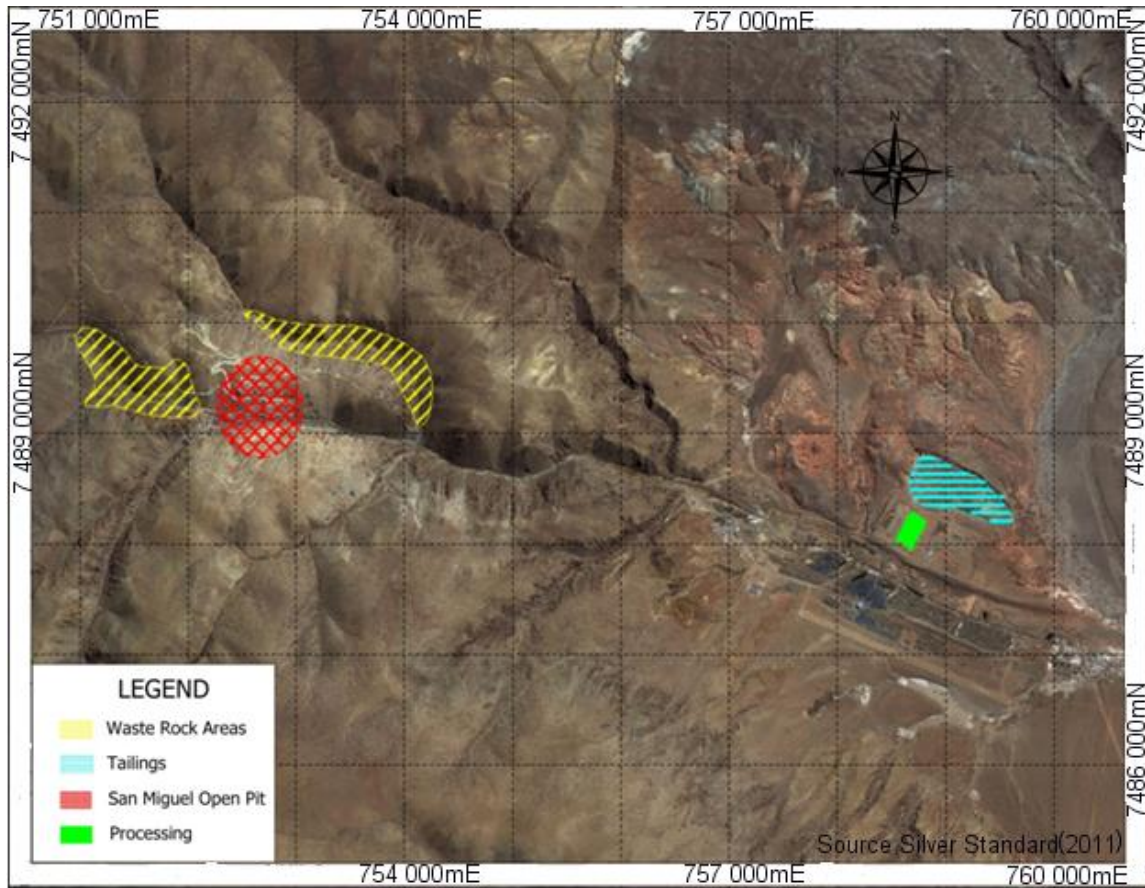 751 000mE 754 000mE 757 000mE 760 000mE
7 492 000mN
7 492 000mN
N
W E
S
7 489 000mN
7 489 000mN
7 486 000mN
LEGEND
Waste Rock Areas
Tailings
San Miguel Open Pit
Processing
Source Silver Standard(2011)
754 000mE 757 000mE 760 000mE